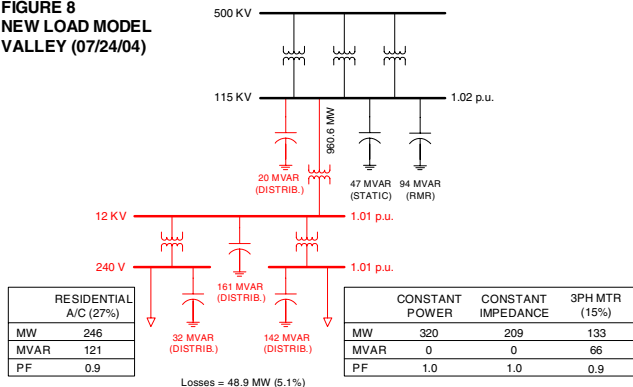 FIGURE 8
NEW LOAD MODEL
VALLEY (07/24/04)
500 KV
115 KV
1.02 p.u.
960.6 MW
20 MVAR
(DISTRIB.)
47 MVAR
(STATIC)
94 MVAR
(RMR)
12 KV
1.01 p.u.
240 V
1.01 p.u.
161 MVAR
(DISTRIB.)
32 MVAR
(DISTRIB.)
142 MVAR
(DISTRIB.)
RESIDENTIAL
A/C (27%)
MW 246
MVAR 121
PF 0.9
CONSTANT POWER CONSTANT IMPEDANCE 3PH MTR (15%)
MW 320 209 133
MVAR 0 0 66
PF 1.0 1.0 0.9
Losses = 48.9 MW (5.1%)